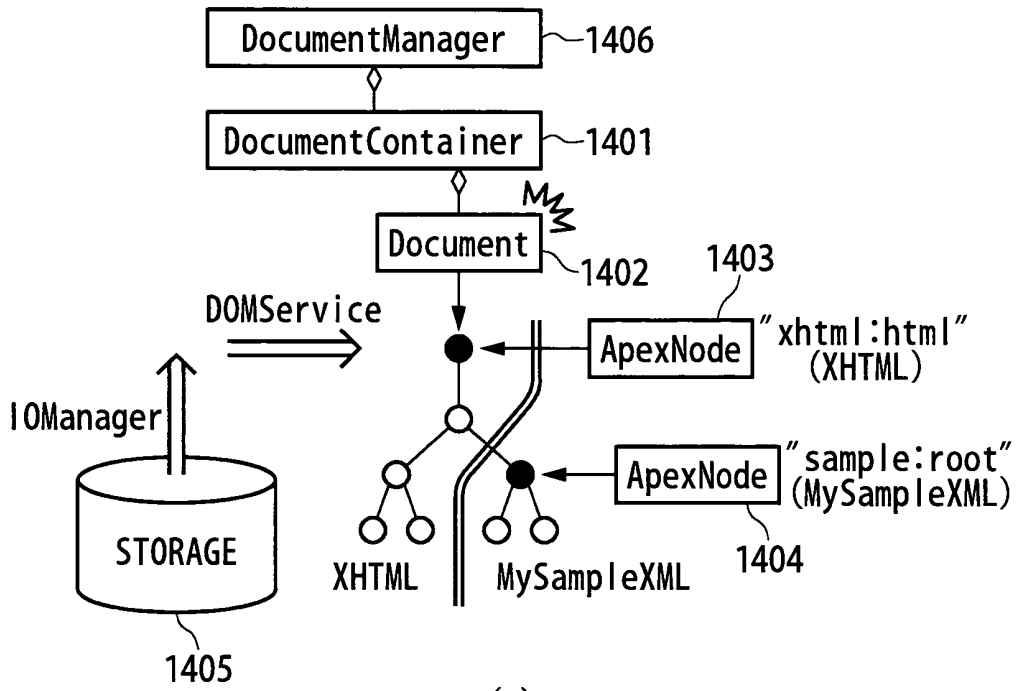 DocumentManager 1406
DocumentContainer 1401
Document
1402
1403
DOMService
ApexNode "xhtml:html"
(XHTML)
IOManager
ApexNode "sample:root"
(MySampleXML)
STORAGE
XHTML MySampleXML
1404
1405